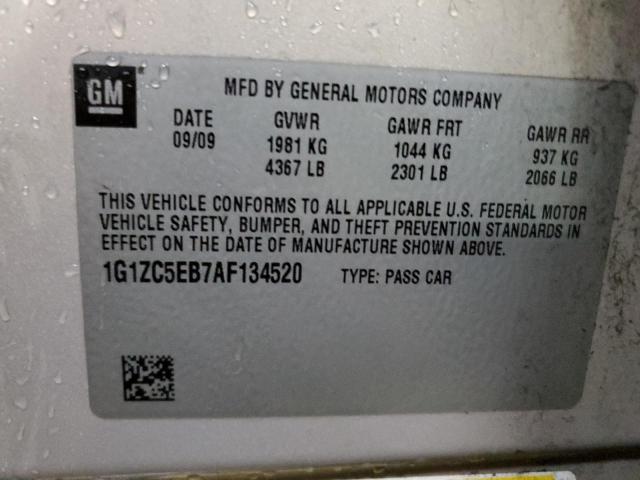 GM
MFD BY GENERAL MOTORS COMPANY
DATE GVWR GAWR FRT GAWR RR
09/09 1981 KG 1044 KG 937 KG
4367 LB 2301 LB 2066 LB
THIS VEHICLE CONFORMS TO ALL APPLICABLE U.S. FEDERAL MOTOR
VEHICLE SAFETY, BUMPER, AND THEFT PREVENTION STANDARDS IN
EFFECT ON THE DATE OF MANUFACTURE SHOWN ABOVE.
1G1ZC5EB7AF134520 TYPE: PASS CAR